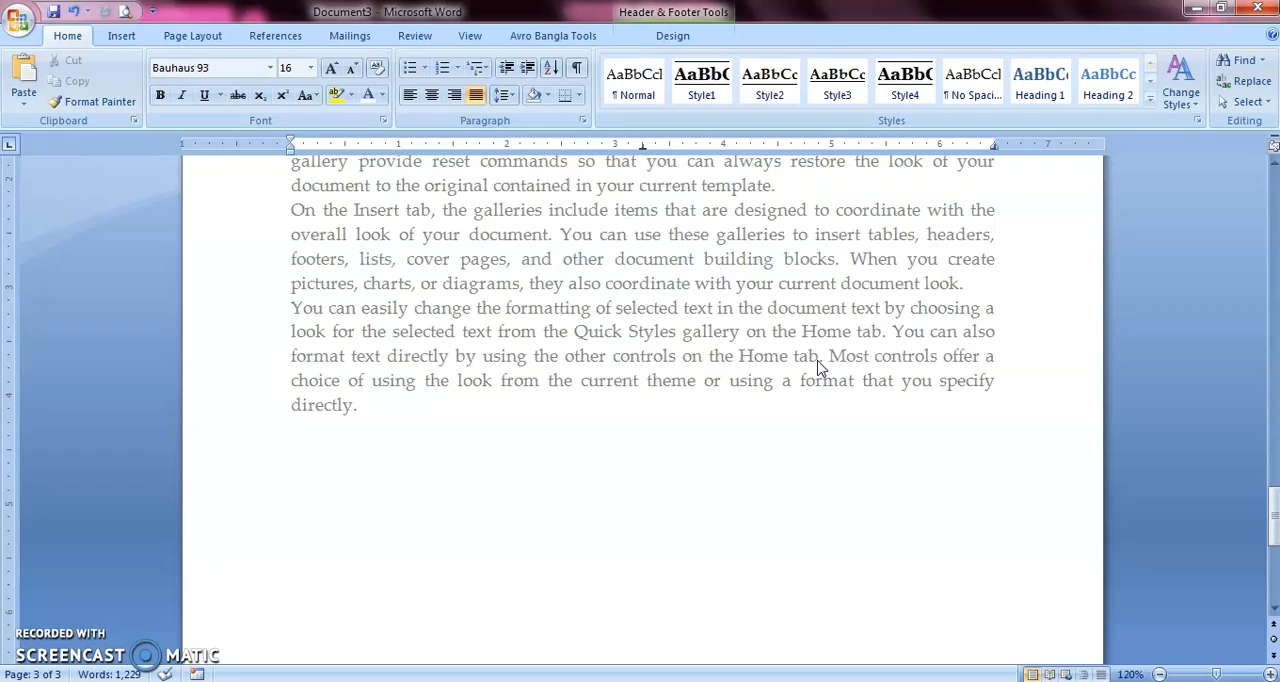 Document3 - Microsoft Word
Header & Footer Tools
Home
Insert
Page Layout
References
Mailings
Review
View
Avro Bangla Tools
Design
Paste
Cut
Copy
Format Painter
Clipboard
Bauhaus 93
16
Font
Paragraph
AaBbCcI
¶ Normal
AaBbC
Style1
AaBbCc
Style2
AaBbCc
Style3
AaBbC
Style4
AaBbCcI
¶ No Spaci...
AaBbCc
Heading 1
AaBbCc
Heading 2
Change
Styles
Styles
Find
Replace
Select
Editing
1 1 2 3 4 5 6 7
gallery provide reset commands so that you can always restore the look of your
document to the original contained in your current template.
On the Insert tab, the galleries include items that are designed to coordinate with the
overall look of your document. You can use these galleries to insert tables, headers,
footers, lists, cover pages, and other document building blocks. When you create
pictures, charts, or diagrams, they also coordinate with your current document look.
You can easily change the formatting of selected text in the document text by choosing a
look for the selected text from the Quick Styles gallery on the Home tab. You can also
format text directly by using the other controls on the Home tab. Most controls offer a
choice of using the look from the current theme or using a format that you specify
directly.
RECORDED WITH
SCREENCAST MATIC
Page: 3 of 3
Words: 1,229
120%